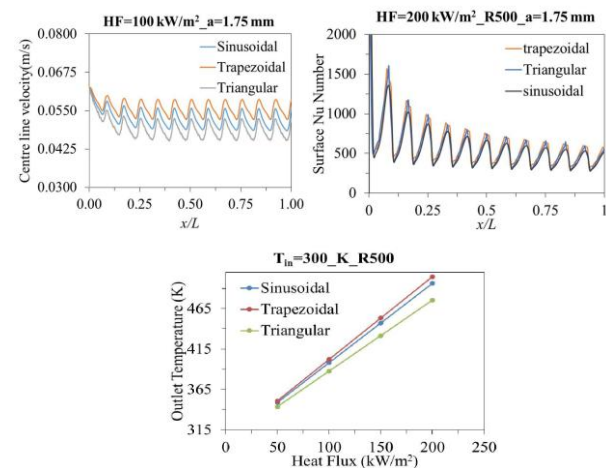 HF=100 kW/m²_a=1.75 mm
Centre line velocity(m/s)
0.0800
0.0675
0.0550
0.0425
0.0300
Sinusoidal
Trapezoidal
Triangular
0.00 0.25 0.50 0.75 1.00
x/L
HF=200 kW/m²_R500_a=1.75 mm
Surface Nu Number
2000
1500
1000
500
0
trapezoidal
Triangular
sinusoidal
0 0.25 0.5 0.75 1
x/L
T_in=300_K_R500
Outlet Temperature (K)
465
415
365
315
Sinusoidal
Trapezoidal
Triangular
0 50 100 150 200 250
Heat Flux (kW/m²)